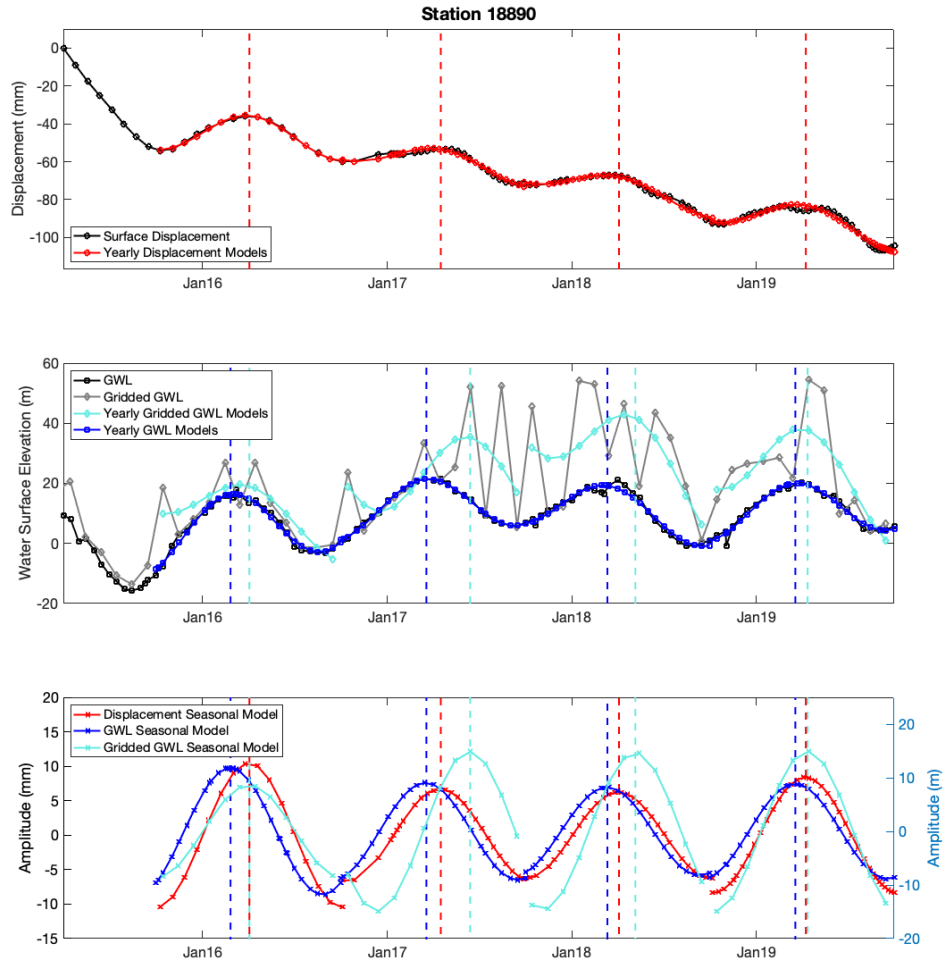 Station 18890
0
-20
-40
-60
-80
-100
Displacement (mm)
Surface Displacement
Yearly Displacement Models
Jan16 Jan17 Jan18 Jan19
60
40
20
0
-20
Water Surface Elevation (m)
GWL
Gridded GWL
Yearly Gridded GWL Models
Yearly GWL Models
Jan16 Jan17 Jan18 Jan19
20
15
10
5
0
-5
-10
-15
Amplitude (mm)
Displacement Seasonal Model
GWL Seasonal Model
Gridded GWL Seasonal Model
20
10
0
-10
-20
Amplitude (m)
Jan16 Jan17 Jan18 Jan19